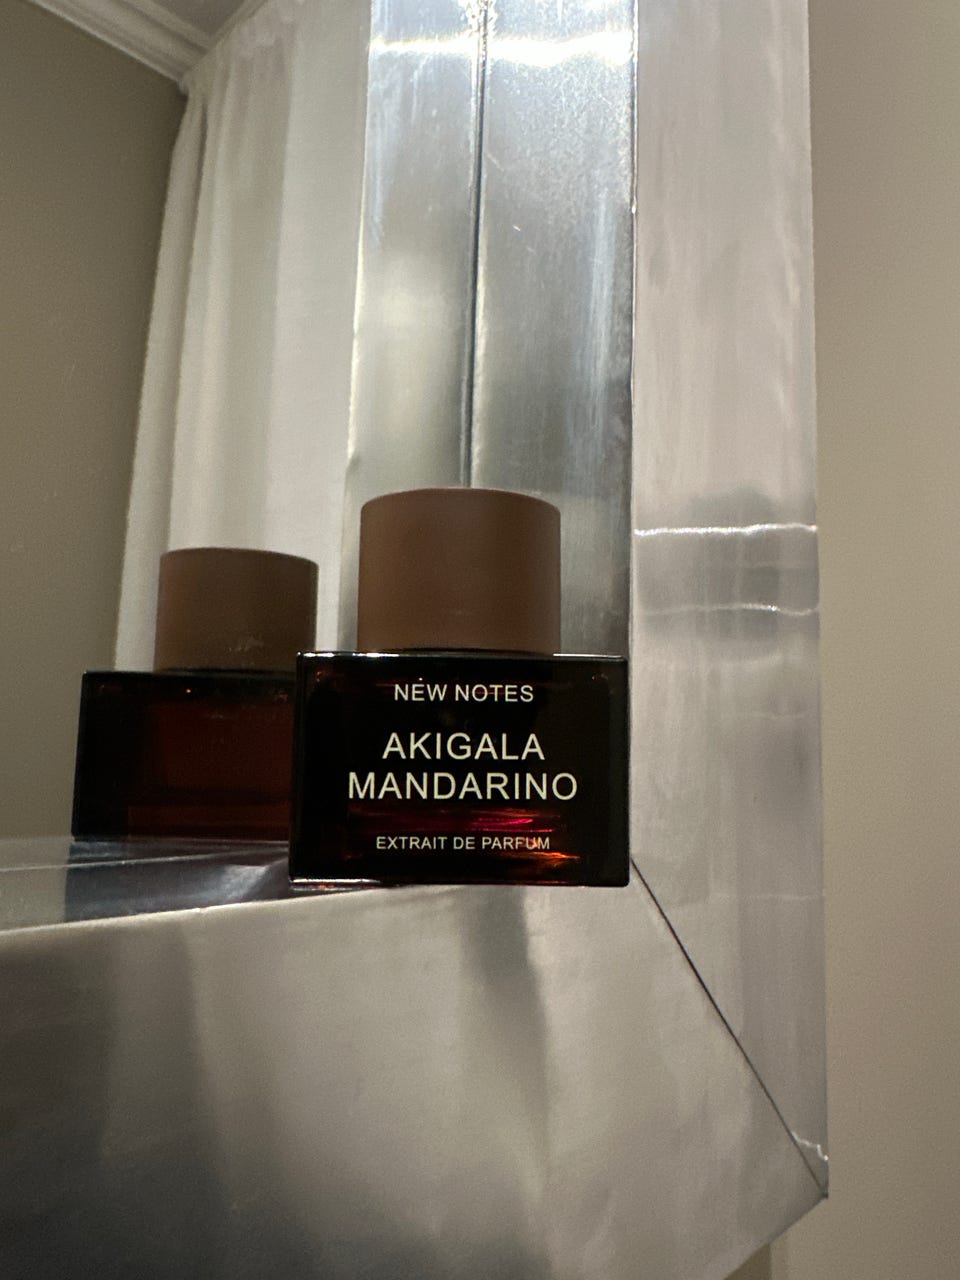 NEW NOTES
AKIGALA
MANDARINO
EXTRAIT DE PARFUM